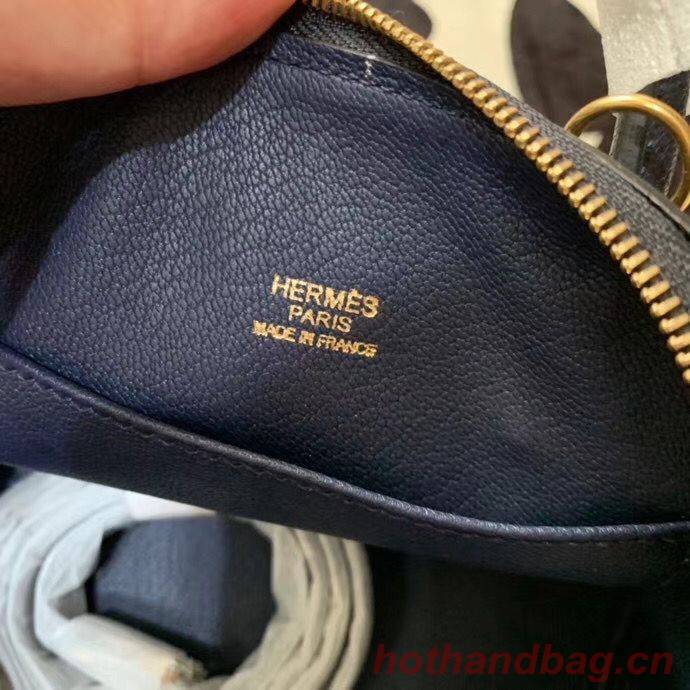 HERMÈS
PARIS
MADE IN FRANCE
hothandbag.cn